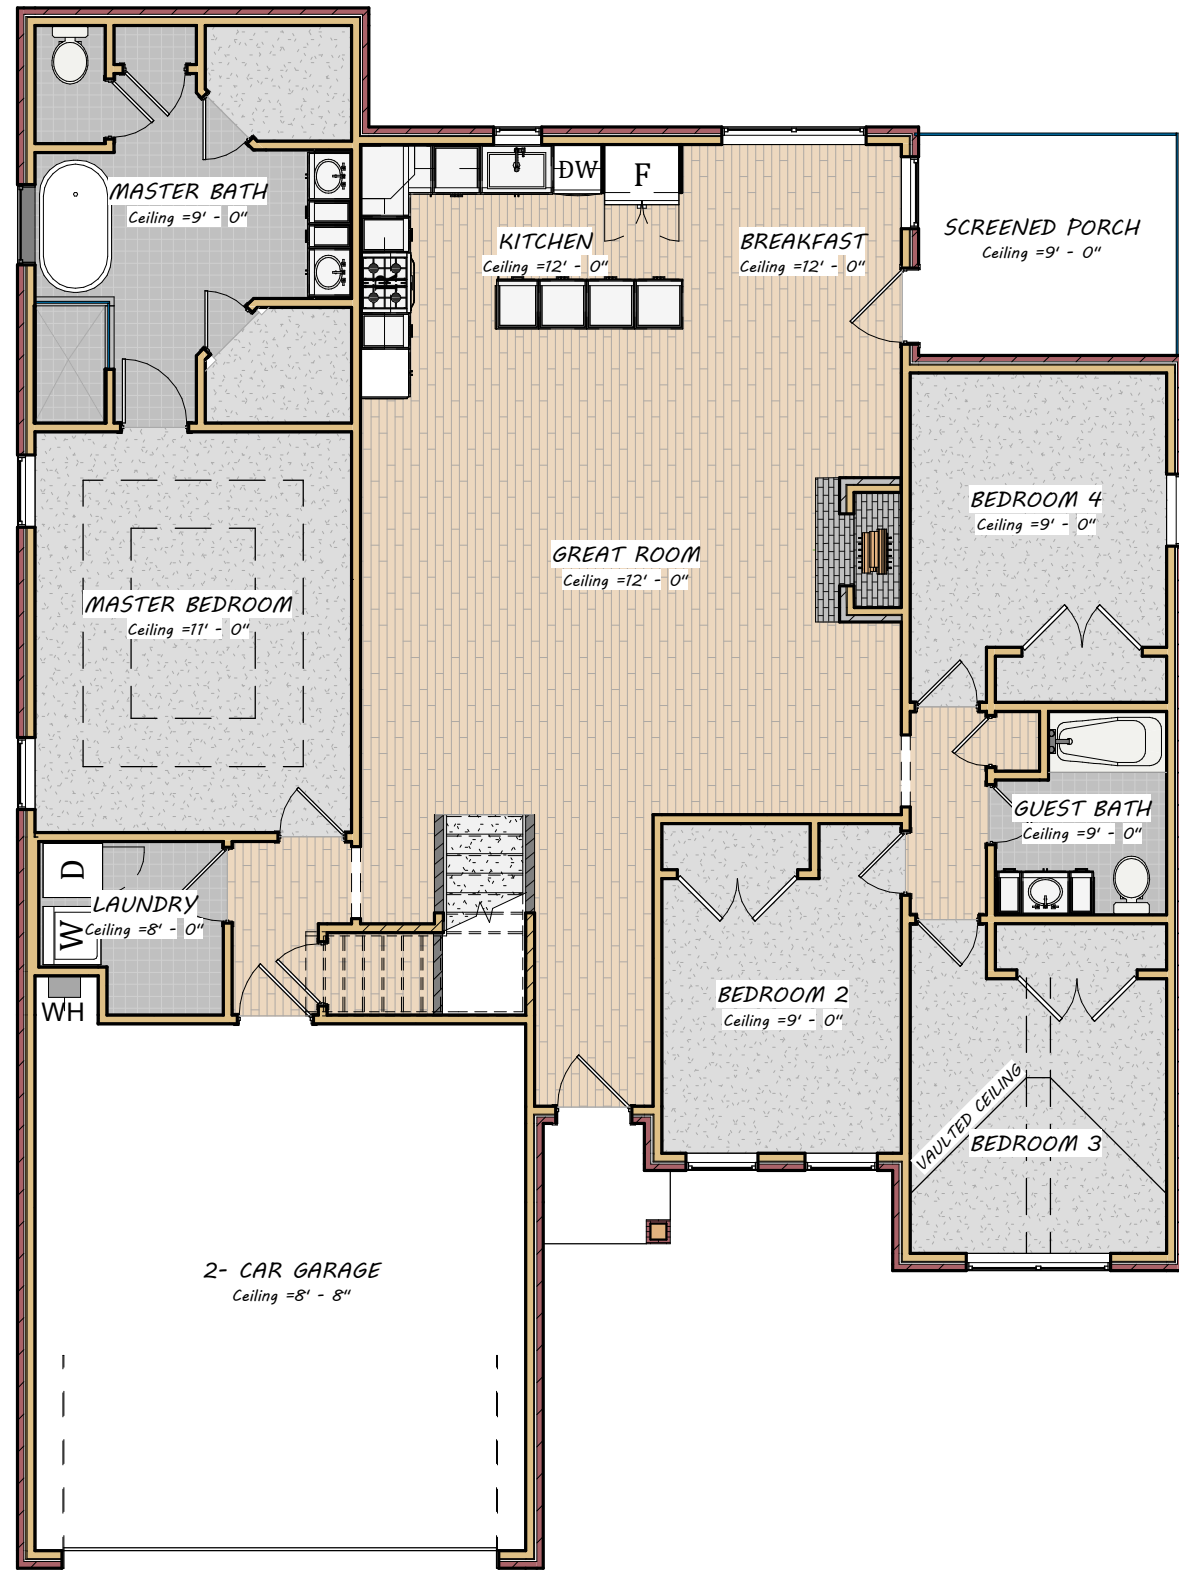 MASTER BATH
Ceiling =9' - 0"
DW
F
KITCHEN
Ceiling =12' - 0"
BREAKFAST
Ceiling =12' - 0"
SCREENED PORCH
Ceiling =9' - 0"
BEDROOM 4
Ceiling =9' - 0"
GREAT ROOM
Ceiling =12' - 0"
MASTER BEDROOM
Ceiling =11' - 0"
GUEST BATH
Ceiling =9' - 0"
D
W
LAUNDRY
Ceiling =8' - 0"
WH
BEDROOM 2
Ceiling =9' - 0"
VAULTED CEILING
BEDROOM 3
2- CAR GARAGE
Ceiling =8' - 8"